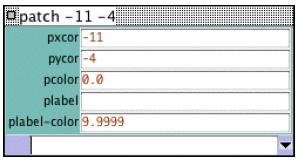 patch -11 -4
pxcor -11
pycor -4
pcolor 0.0
plabel
plabel-color 9.9999